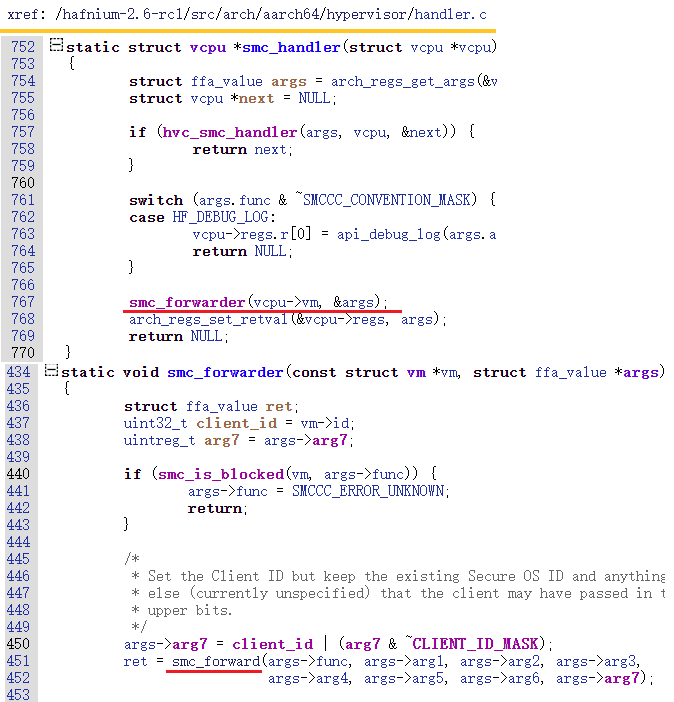 xref: /hafnium-2.6-rc1/src/arch/aarch64/hypervisor/handler.c
752 static struct vcpu *smc_handler(struct vcpu *vcpu)
753 {
754 struct ffa_value args = arch_regs_get_args(&v
755 struct vcpu *next = NULL;
756
757 if (hvc_smc_handler(args, vcpu, &next)) {
758 return next;
759 }
760
761 switch (args.func & ~SMCCC_CONVENTION_MASK) {
762 case HF_DEBUG_LOG:
763 vcpu->regs.r[0] = api_debug_log(args.a
764 return NULL;
765 }
766
767 smc_forwarder(vcpu->vm, &args);
768 arch_regs_set_retval(&vcpu->regs, args);
769 return NULL;
770 }
434 static void smc_forwarder(const struct vm *vm, struct ffa_value *args)
435 {
436 struct ffa_value ret;
437 uint32_t client_id = vm->id;
438 uintreg_t arg7 = args->arg7;
439
440 if (smc_is_blocked(vm, args->func)) {
441 args->func = SMCCC_ERROR_UNKNOWN;
442 return;
443 }
444
445 /*
446 * Set the Client ID but keep the existing Secure OS ID and anything
447 * else (currently unspecified) that the client may have passed in t
448 * upper bits.
449 */
450 args->arg7 = client_id | (arg7 & ~CLIENT_ID_MASK);
451 ret = smc_forward(args->func, args->arg1, args->arg2, args->arg3,
452 args->arg4, args->arg5, args->arg6, args->arg7);
453